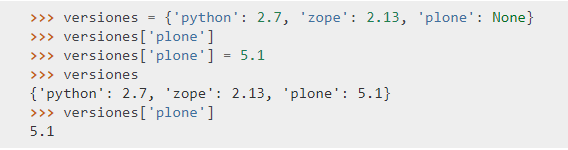 >>> versiones = {'python': 2.7, 'zope': 2.13, 'plone': None}
>>> versiones['plone']
>>> versiones['plone'] = 5.1
>>> versiones
{'python': 2.7, 'zope': 2.13, 'plone': 5.1}
>>> versiones['plone']
5.1